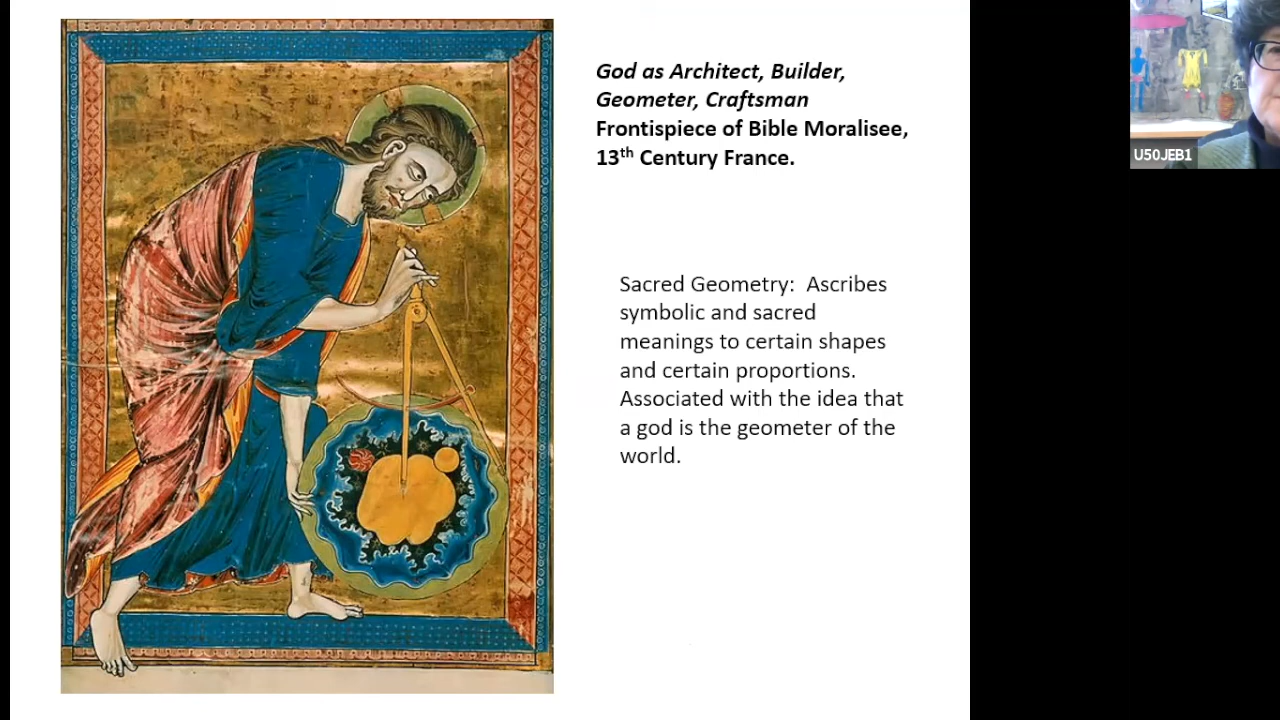 God as Architect, Builder,
Geometer, Craftsman
Frontispiece of Bible Moralisee,
13th Century France.
Sacred Geometry:  Ascribes
symbolic and sacred
meanings to certain shapes
and certain proportions.
Associated with the idea that
a god is the geometer of the
world.
U50JEB1